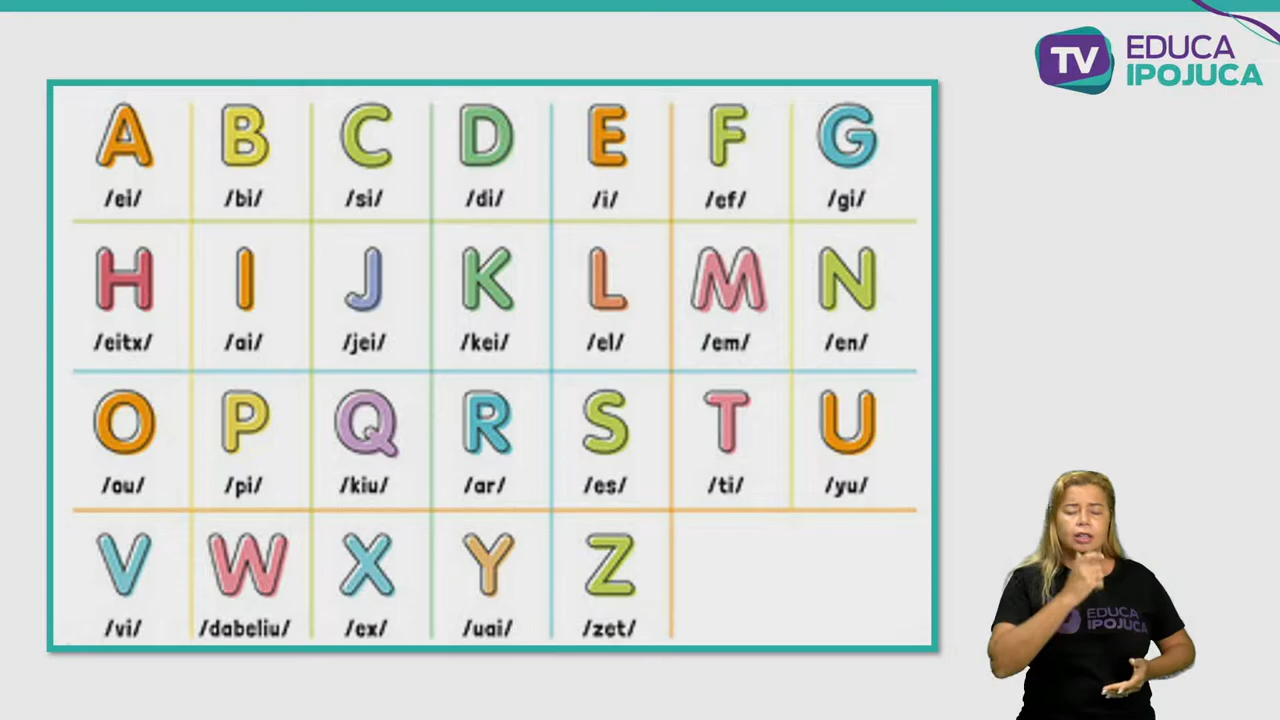 TV EDUCA
IPOJUCA
A B C D E F G
/ei/ /bi/ /si/ /di/ /i/ /ef/ /gi/
H I J K L M N
/eitx/ /ai/ /jei/ /kei/ /el/ /em/ /en/
O P Q R S T U
/ou/ /pi/ /kiu/ /ar/ /es/ /ti/ /yu/
V W X Y Z
/vi/ /dabeliu/ /ex/ /uai/ /zet/
EDUCA
IPOJUCA